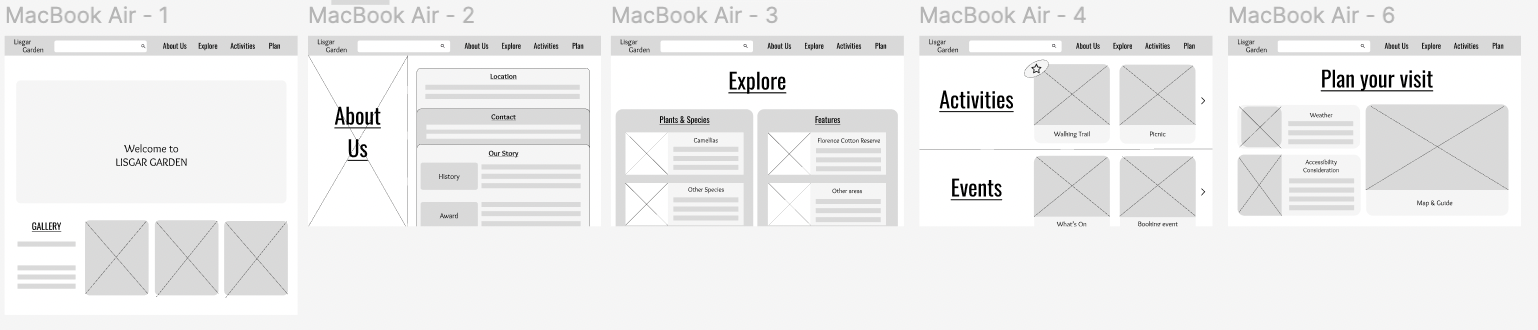 MacBook Air - 1
Lisgar
Garden
About Us
Explore
Activities
Plan
Welcome to
LISGAR GARDEN
GALLERY
MacBook Air - 2
Lisgar
Garden
About Us
Explore
Activities
Plan
About
Us
Location
Contact
Our Story
History
Award
MacBook Air - 3
Lisgar
Garden
About Us
Explore
Activities
Plan
Explore
Plants & Species
Camellias
Other Species
Features
Florence Cotton Reserve
Other areas
MacBook Air - 4
Lisgar
Garden
About Us
Explore
Activities
Plan
Activities
Walking Trail
Picnic
Events
What's On
Booking event
MacBook Air - 6
Lisgar
Garden
About Us
Explore
Activities
Plan
Plan your visit
Weather
Accessibility
Consideration
Map & Guide